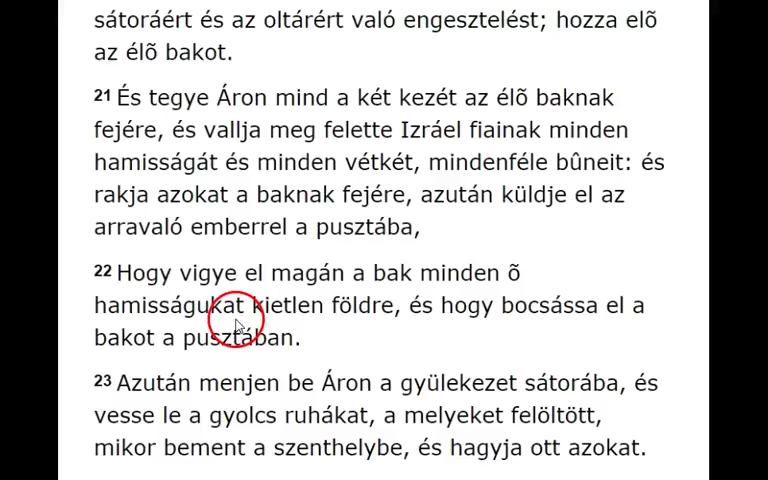 sátoráért és az oltárért való engesztelést; hozza elõ
az élõ bakot.
21 És tegye Áron mind a két kezét az élõ baknak
fejére, és vallja meg felette Izráel fiainak minden
hamisságát és minden vétkét, mindenféle bûneit: és
rakja azokat a baknak fejére, azután küldje el az
arravaló emberrel a pusztába,
22 Hogy vigye el magán a bak minden õ
hamisságukat kietlen földre, és hogy bocsássa el a
bakot a pusztában.
23 Azután menjen be Áron a gyülekezet sátorába, és
vesse le a gyolcs ruhákat, a melyeket felöltött,
mikor bement a szenthelybe, és hagyja ott azokat.